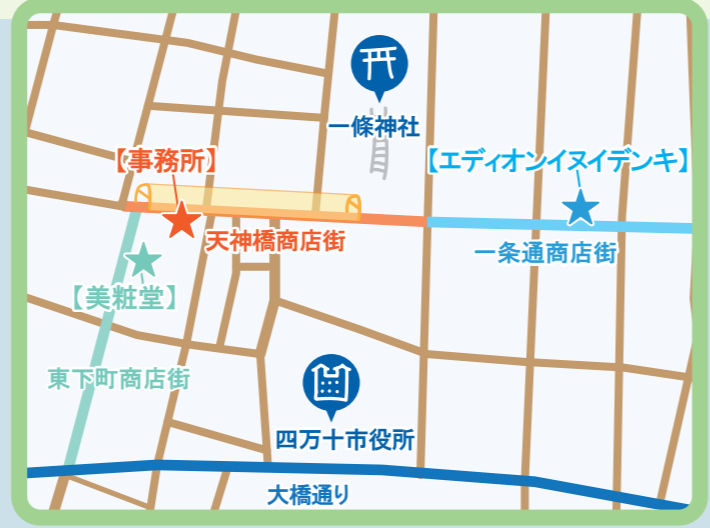 一條神社
【事務所】
【エディオンイヌイデンキ】
天神橋商店街
一条通商店街
【美粧堂】
東下町商店街
四万十市役所
大橋通り